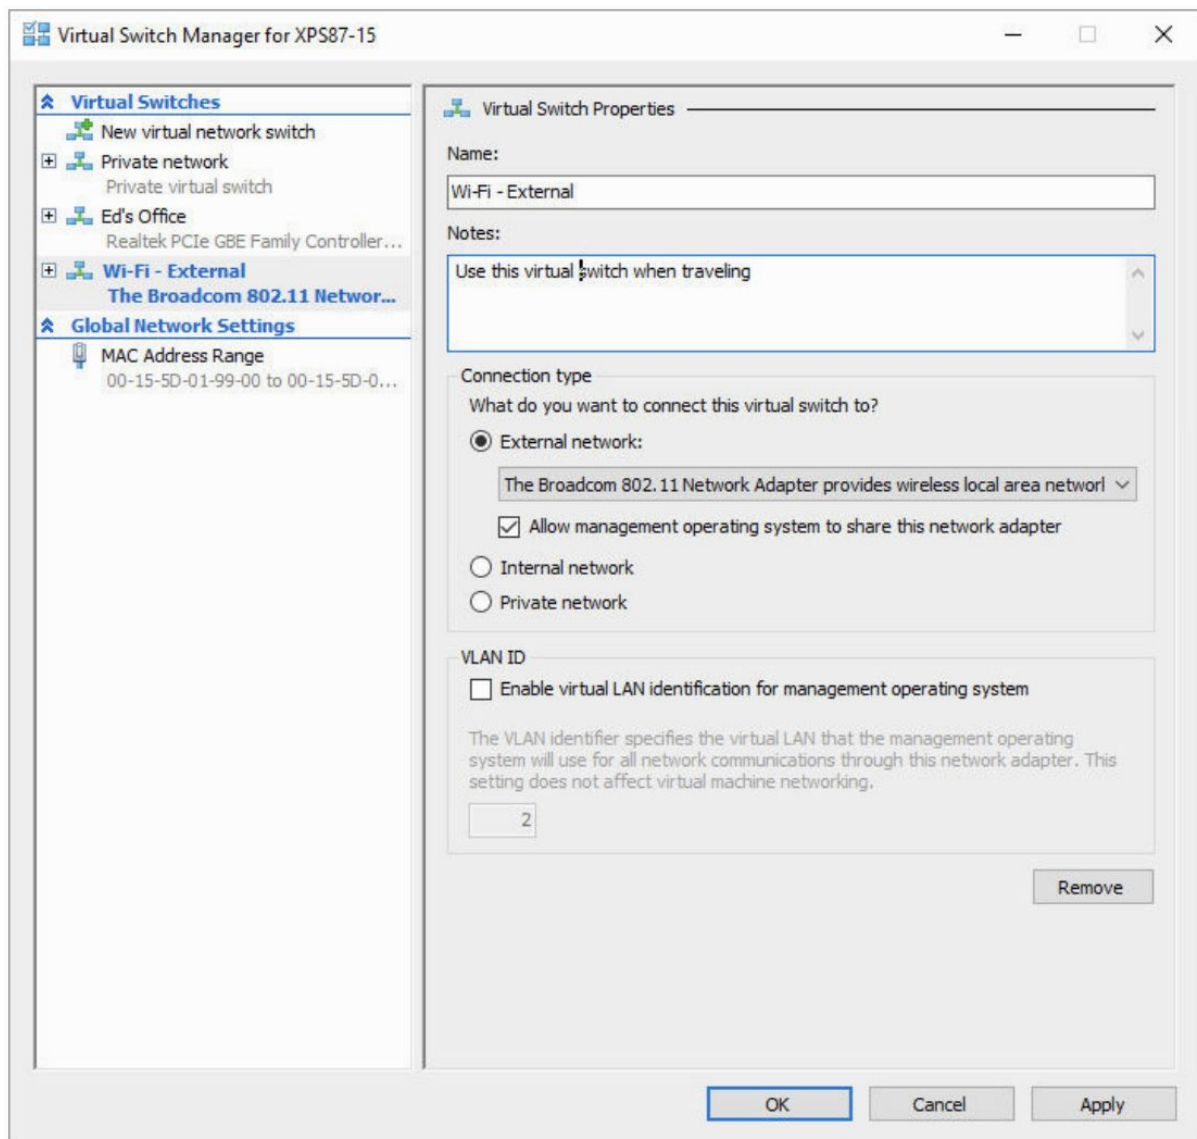 Virtual Switch Manager for XPS87-15
Virtual Switches
New virtual network switch
Private network
Private virtual switch
Ed's Office
Realtek PCIe GBE Family Controller...
Wi-Fi - External
The Broadcom 802.11 Networ...
Global Network Settings
MAC Address Range
00-15-5D-01-99-00 to 00-15-5D-0...
Virtual Switch Properties
Name:
Wi-Fi - External
Notes:
Use this virtual switch when traveling
Connection type
What do you want to connect this virtual switch to?
External network:
The Broadcom 802.11 Network Adapter provides wireless local area networl
Allow management operating system to share this network adapter
Internal network
Private network
VLAN ID
Enable virtual LAN identification for management operating system
The VLAN identifier specifies the virtual LAN that the management operating
system will use for all network communications through this network adapter. This
setting does not affect virtual machine networking.
2
Remove
OK
Cancel
Apply